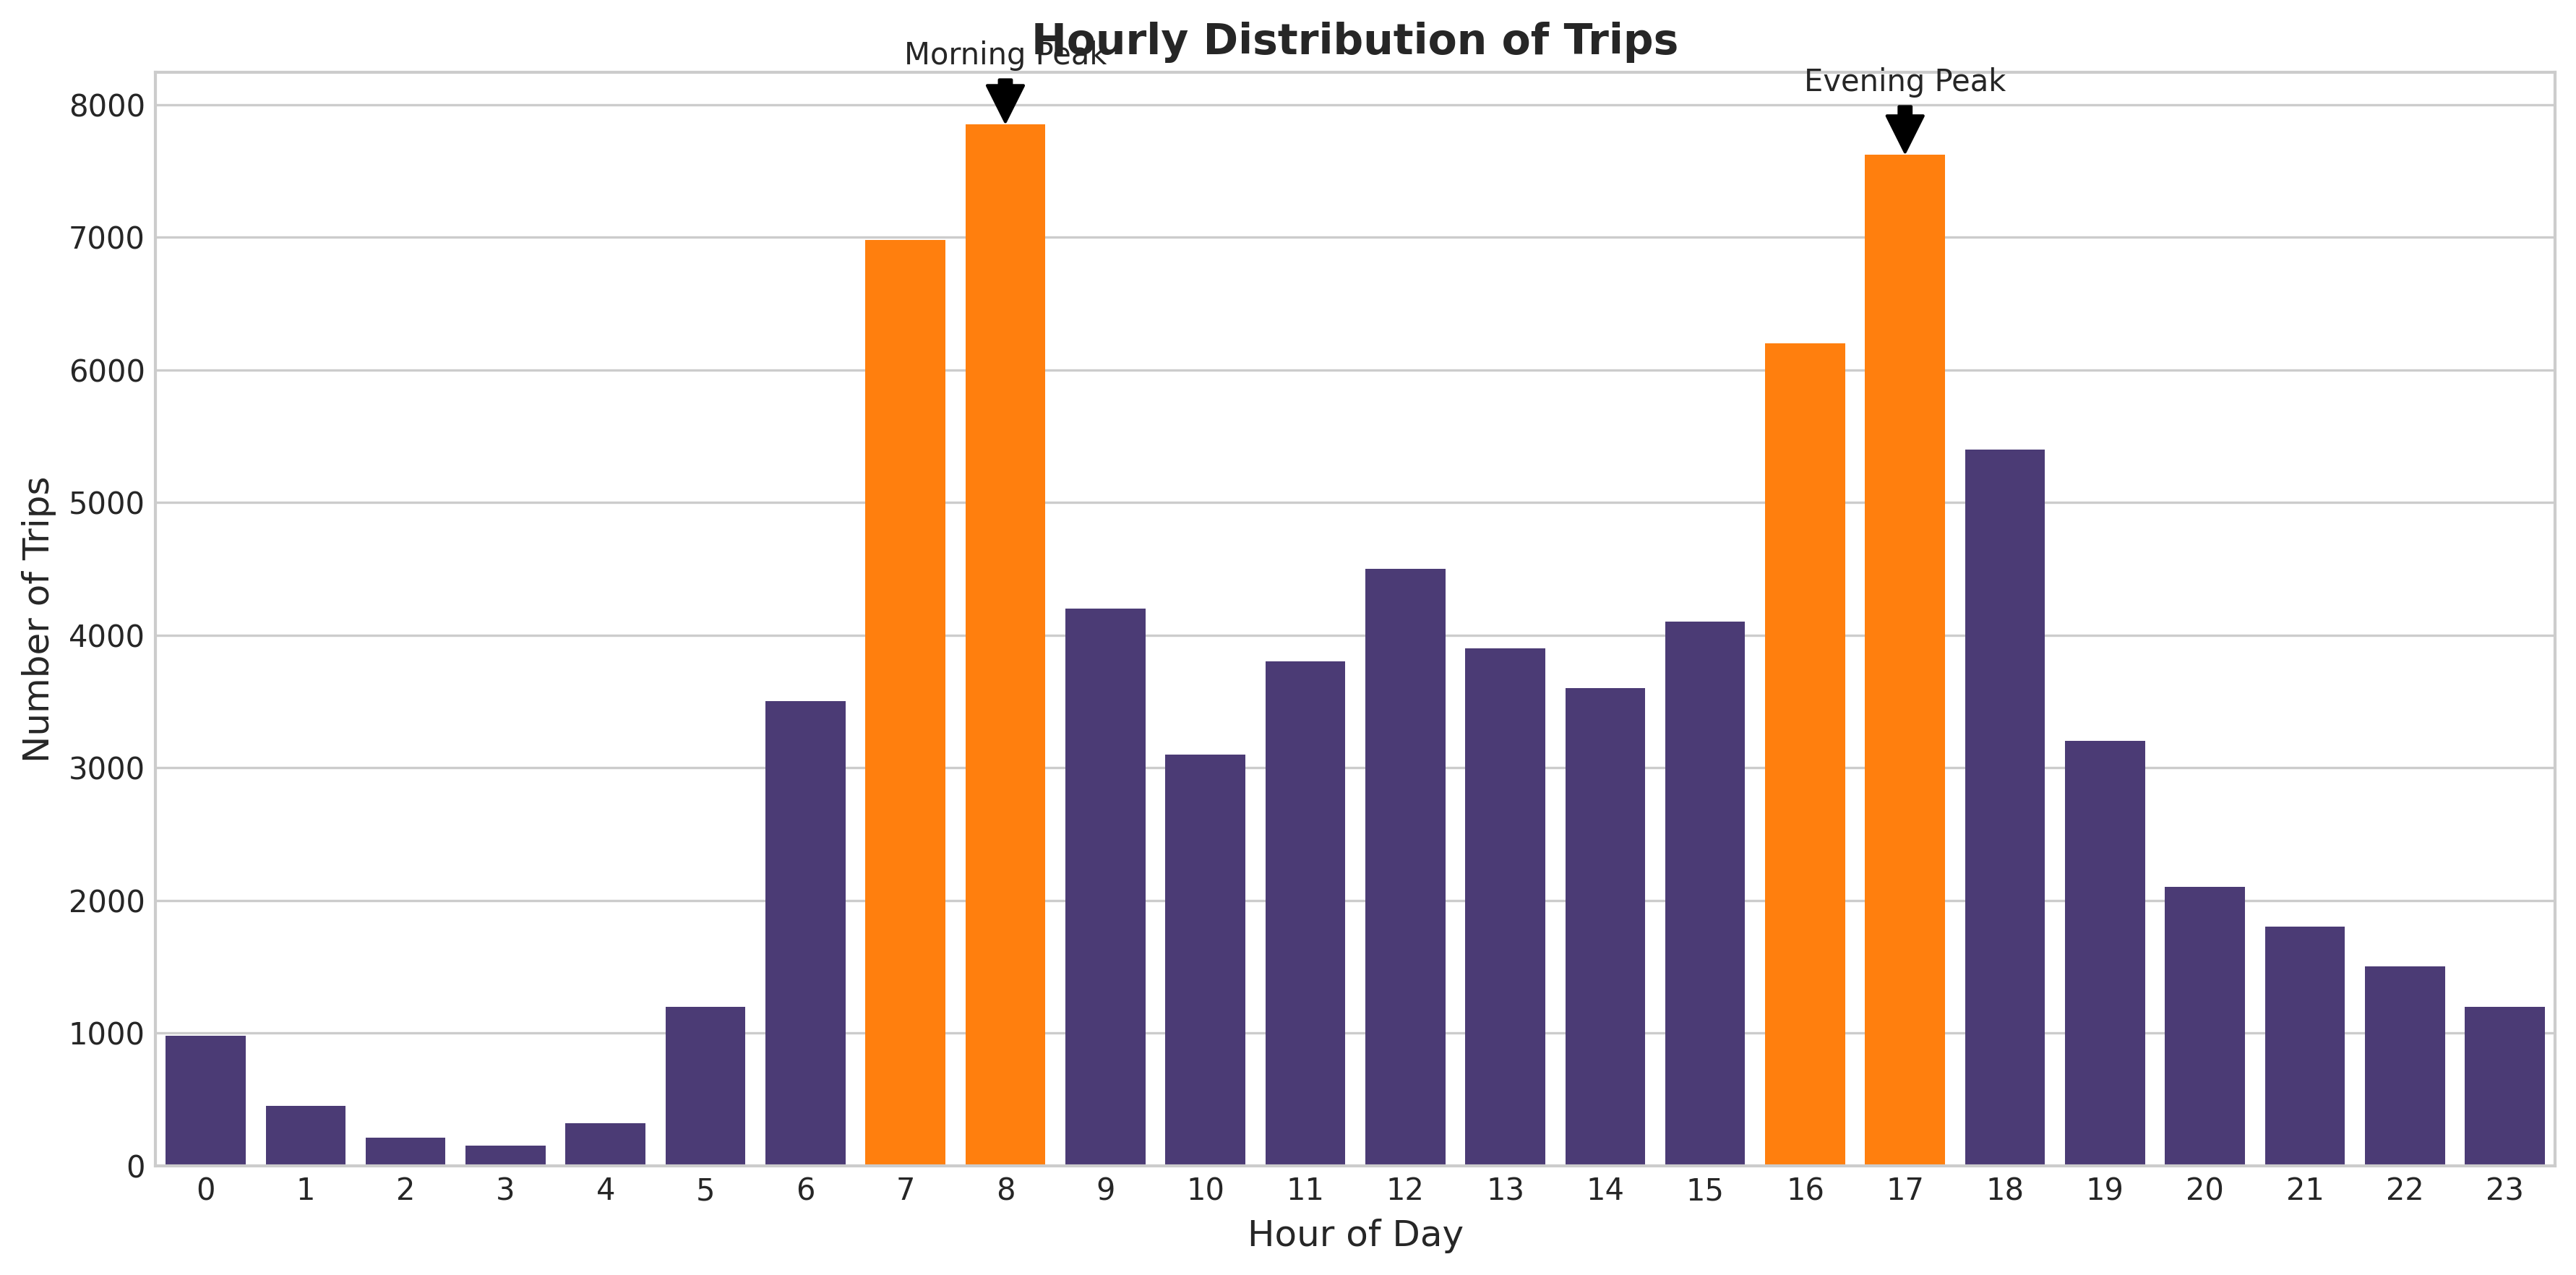 Hourly Distribution of Trips
Morning Peak
Evening Peak
8000
7000
6000
5000
4000
3000
2000
1000
0
Number of Trips
0 1 2 3 4 5 6 7 8 9 10 11 12 13 14 15 16 17 18 19 20 21 22 23
Hour of Day